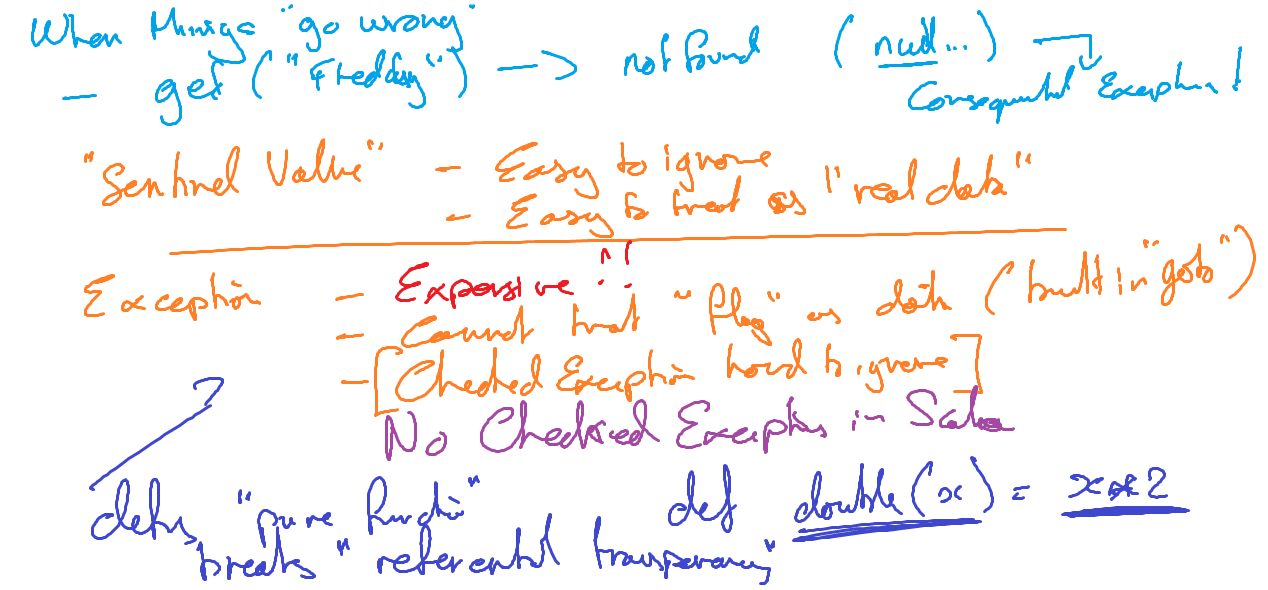 When things "go wrong"
- get("Freddy") -> not found (null...)
Consequential Exception!
"Sentinel Value" - Easy to ignore
- Easy to treat as "real data"
Exception - Expensive!!
- Cannot treat "flag" as data (built in "goto")
- [Checked Exception hard to ignore]
No Checked Exceptions in Scala
"pure function" def double(x) = x*2
breaks "referential transparency"